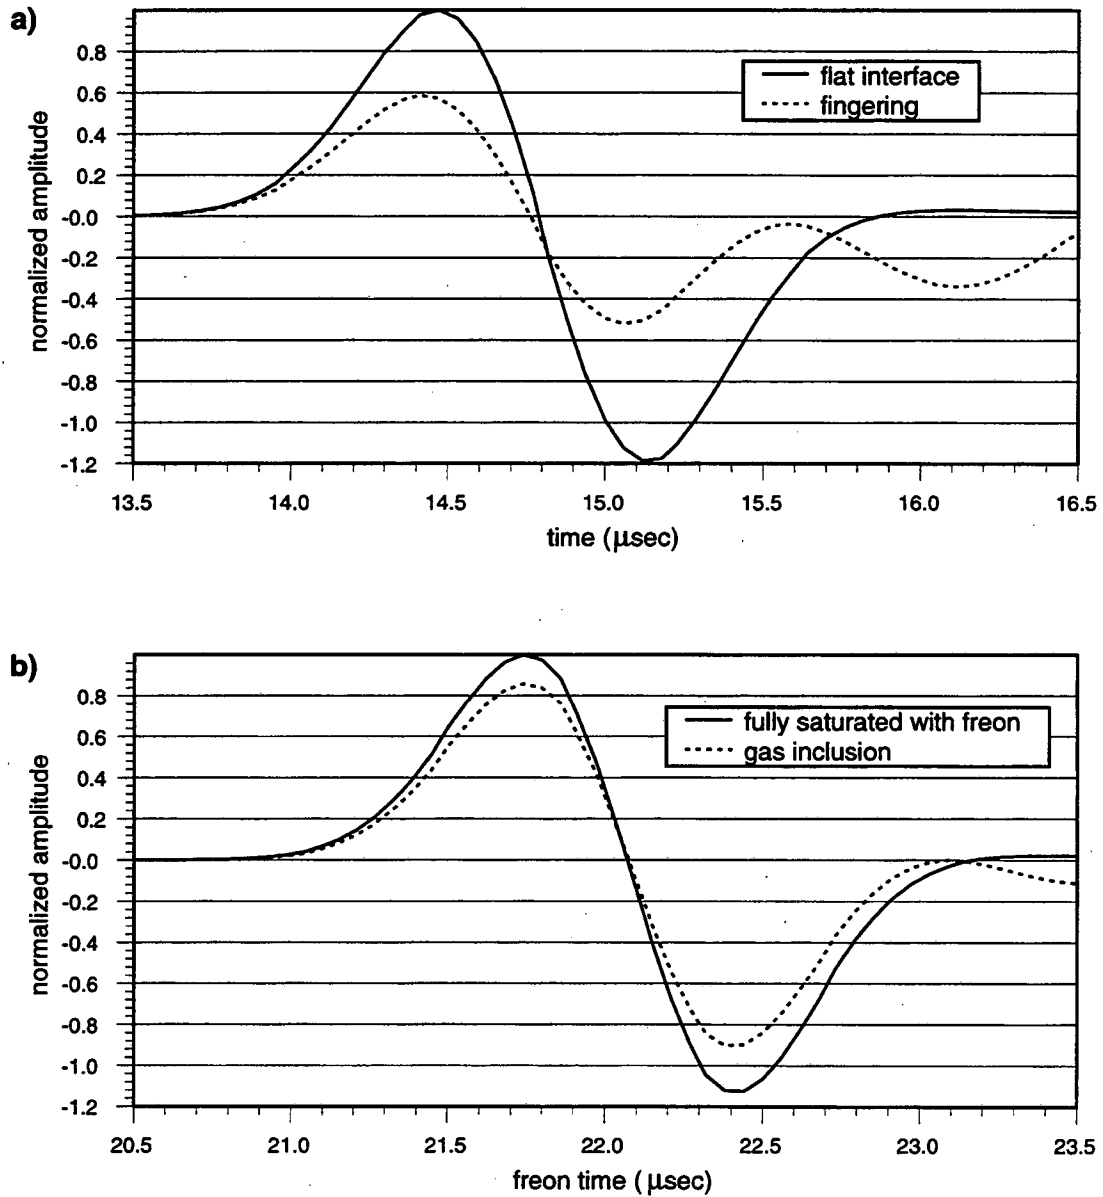 a)
normalized amplitude
0.8
0.6
0.4
0.2
-0.0
-0.2
-0.4
-0.6
-0.8
-1.0
-1.2
flat interface
fingering
13.5 14.0 14.5 15.0 15.5 16.0 16.5
time (μsec)
b)
normalized amplitude
0.8
0.6
0.4
0.2
-0.0
-0.2
-0.4
-0.6
-0.8
-1.0
-1.2
fully saturated with freon
gas inclusion
20.5 21.0 21.5 22.0 22.5 23.0 23.5
freon time (μsec)